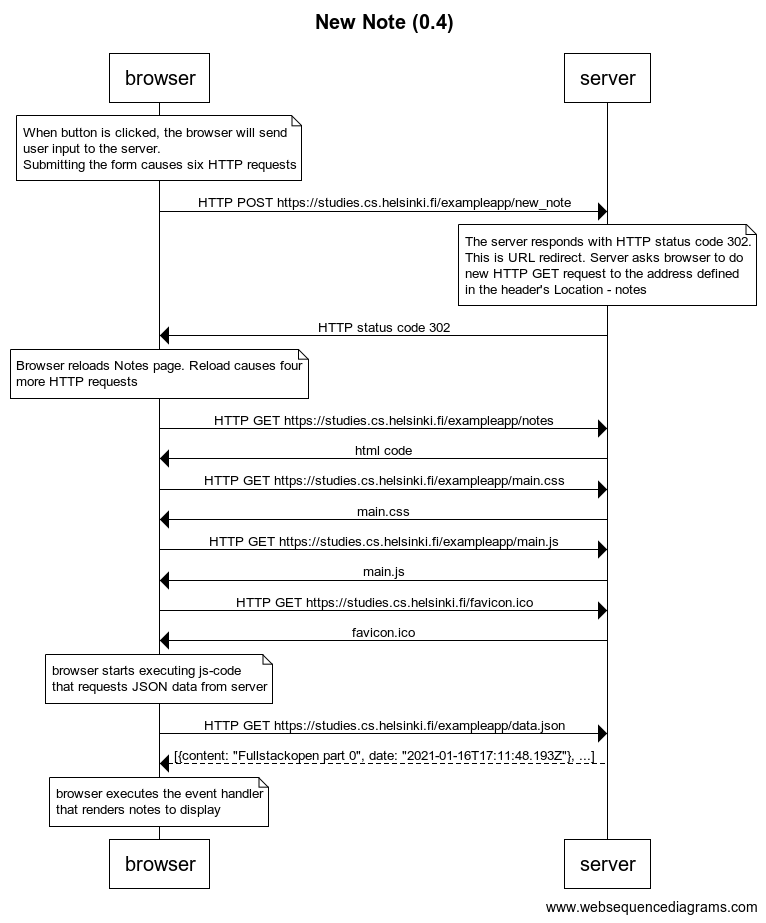 New Note (0.4)
browser
server
When button is clicked, the browser will send
user input to the server.
Submitting the form causes six HTTP requests
HTTP POST https://studies.cs.helsinki.fi/exampleapp/new_note
The server responds with HTTP status code 302.
This is URL redirect. Server asks browser to do
new HTTP GET request to the address defined
in the header's Location - notes
HTTP status code 302
Browser reloads Notes page. Reload causes four
more HTTP requests
HTTP GET https://studies.cs.helsinki.fi/exampleapp/notes
html code
HTTP GET https://studies.cs.helsinki.fi/exampleapp/main.css
main.css
HTTP GET https://studies.cs.helsinki.fi/exampleapp/main.js
main.js
HTTP GET https://studies.cs.helsinki.fi/favicon.ico
favicon.ico
browser starts executing js-code
that requests JSON data from server
HTTP GET https://studies.cs.helsinki.fi/exampleapp/data.json
[{content: "Fullstackopen part 0", date: "2021-01-16T17:11:48.193Z"}, ...]
browser executes the event handler
that renders notes to display
browser
server
www.websequencediagrams.com